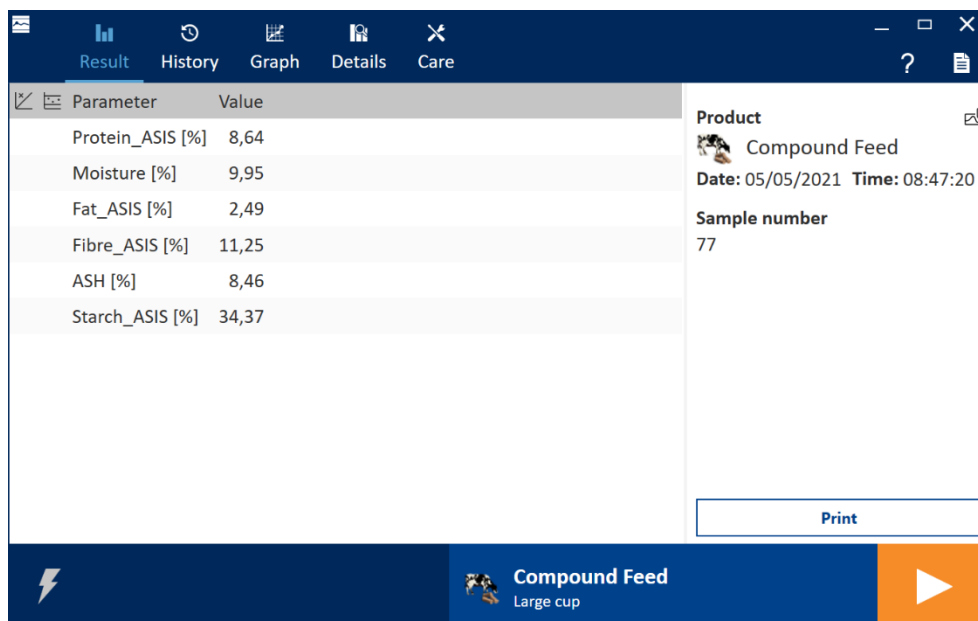 Result History Graph Details Care
?
Parameter Value
Protein_ASIS [%] 8,64
Moisture [%] 9,95
Fat_ASIS [%] 2,49
Fibre_ASIS [%] 11,25
ASH [%] 8,46
Starch_ASIS [%] 34,37
Product
Compound Feed
Date: 05/05/2021 Time: 08:47:20
Sample number
77
Print
Compound Feed
Large cup